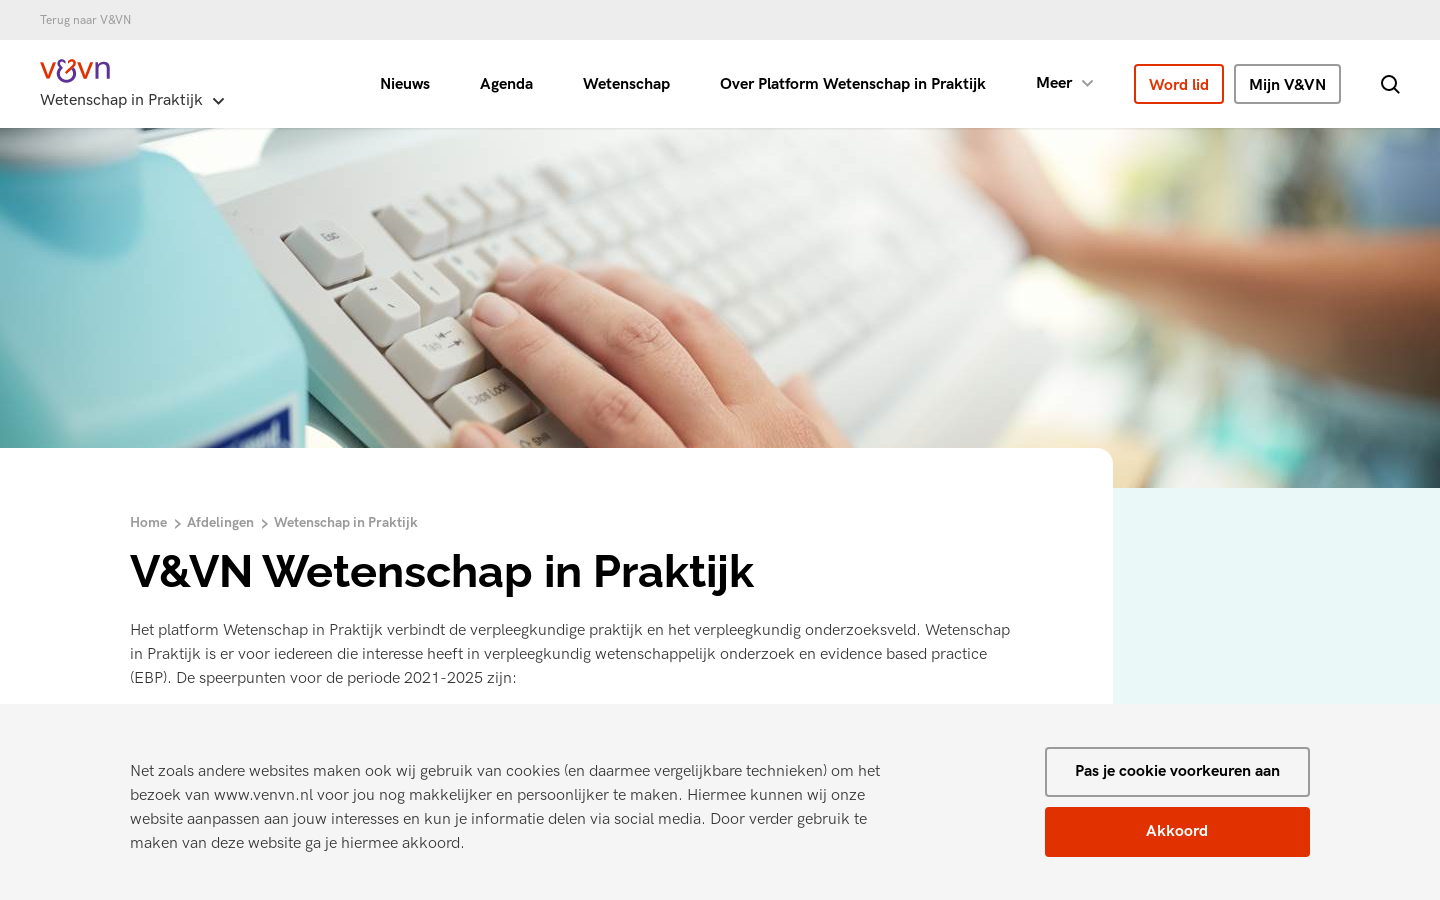 Terug naar V&VN
v&vn
Wetenschap in Praktijk
Nieuws
Agenda
Wetenschap
Over Platform Wetenschap in Praktijk
Meer
Word lid
Mijn V&VN
Esc
Tab
Caps Lock
Shift
Home
Afdelingen
Wetenschap in Praktijk
V&VN Wetenschap in Praktijk
Het platform Wetenschap in Praktijk verbindt de verpleegkundige praktijk en het verpleegkundig onderzoeksveld. Wetenschap
in Praktijk is er voor iedereen die interesse heeft in verpleegkundig wetenschappelijk onderzoek en evidence based practice
(EBP). De speerpunten voor de periode 2021-2025 zijn:
Net zoals andere websites maken ook wij gebruik van cookies (en daarmee vergelijkbare technieken) om het
bezoek van www.venvn.nl voor jou nog makkelijker en persoonlijker te maken. Hiermee kunnen wij onze
website aanpassen aan jouw interesses en kun je informatie delen via social media. Door verder gebruik te
maken van deze website ga je hiermee akkoord.
Pas je cookie voorkeuren aan
Akkoord